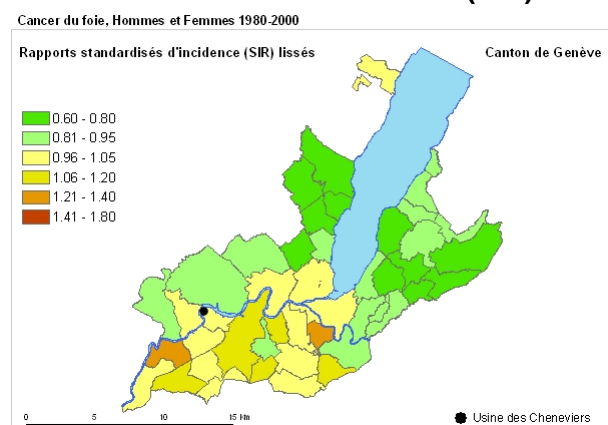 Cancer du foie, Hommes et Femmes 1980-2000
Rapports standardisés d'incidence (SIR) lissés
Canton de Genève
0.60 - 0.80
0.81 - 0.95
0.96 - 1.05
1.06 - 1.20
1.21 - 1.40
1.41 - 1.80
0 5 10 15 Km
Usine des Cheneviers